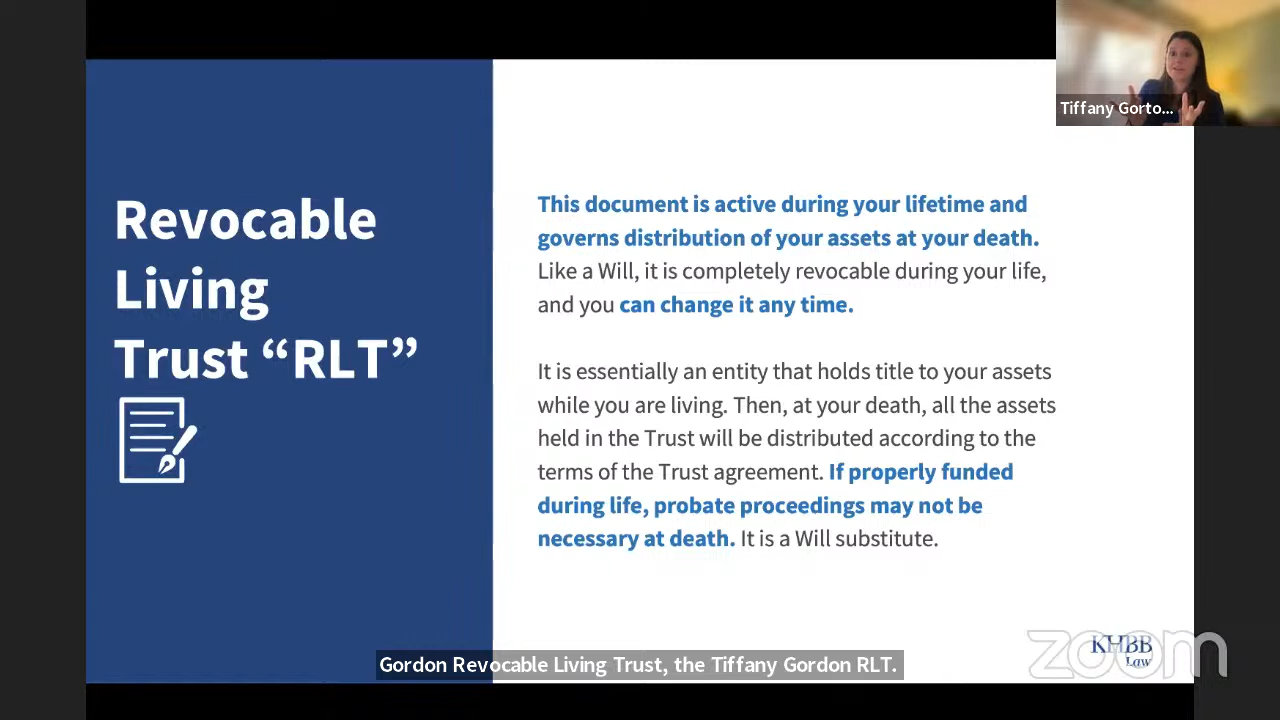 Tiffany Gorto...
Revocable
Living
Trust “RLT”
This document is active during your lifetime and
governs distribution of your assets at your death.
Like a Will, it is completely revocable during your life,
and you can change it any time.
It is essentially an entity that holds title to your assets
while you are living. Then, at your death, all the assets
held in the Trust will be distributed according to the
terms of the Trust agreement. If properly funded
during life, probate proceedings may not be
necessary at death. It is a Will substitute.
KHBB
Law
zoom
Gordon Revocable Living Trust, the Tiffany Gordon RLT.